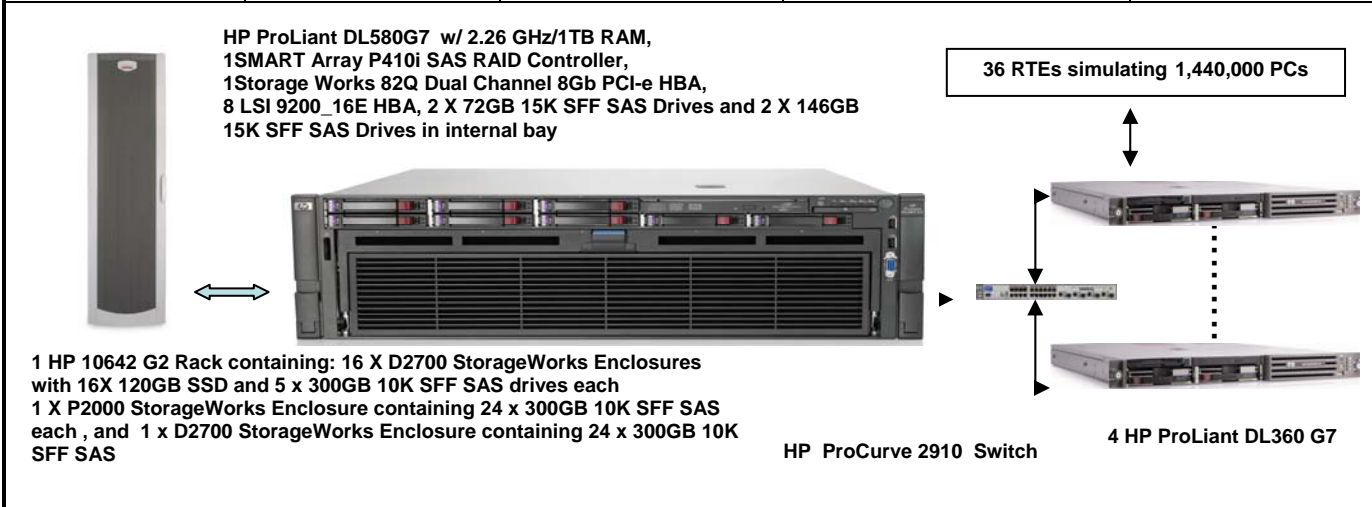 HP ProLiant DL580G7 w/ 2.26 GHz/1TB RAM,
1SMART Array P410i SAS RAID Controller,
1Storage Works 82Q Dual Channel 8Gb PCI-e HBA,
8 LSI 9200_16E HBA, 2 X 72GB 15K SFF SAS Drives and 2 X 146GB
15K SFF SAS Drives in internal bay
36 RTEs simulating 1,440,000 PCs
1 HP 10642 G2 Rack containing: 16 X D2700 StorageWorks Enclosures
with 16X 120GB SSD and 5 x 300GB 10K SFF SAS drives each
1 X P2000 StorageWorks Enclosure containing 24 x 300GB 10K SFF SAS
each , and 1 x D2700 StorageWorks Enclosure containing 24 x 300GB 10K
SFF SAS
HP ProCurve 2910 Switch
4 HP ProLiant DL360 G7